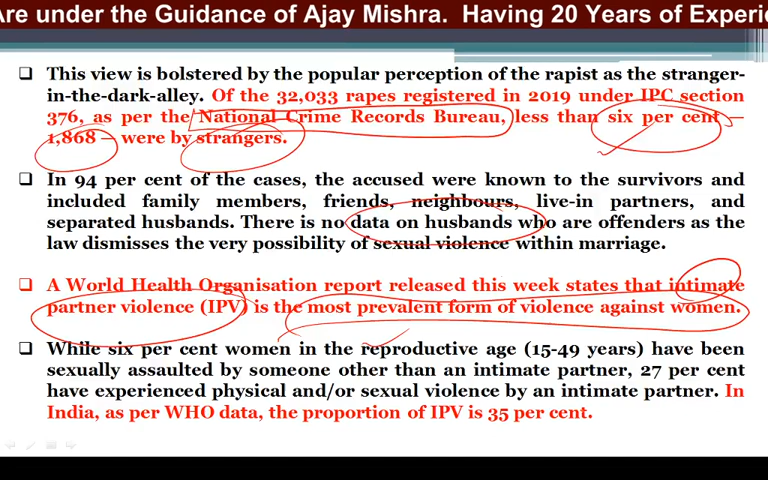 Are under the Guidance of Ajay Mishra. Having 20 Years of Experie
This view is bolstered by the popular perception of the rapist as the stranger-
in-the-dark-alley. Of the 32,033 rapes registered in 2019 under IPC section
376, as per the National Crime Records Bureau, less than six per cent –
1,868 – were by strangers.
In 94 per cent of the cases, the accused were known to the survivors and
included family members, friends, neighbours, live-in partners, and
separated husbands. There is no data on husbands who are offenders as the
law dismisses the very possibility of sexual violence within marriage.
A World Health Organisation report released this week states that intimate
partner violence (IPV) is the most prevalent form of violence against women.
While six per cent women in the reproductive age (15-49 years) have been
sexually assaulted by someone other than an intimate partner, 27 per cent
have experienced physical and/or sexual violence by an intimate partner. In
India, as per WHO data, the proportion of IPV is 35 per cent.